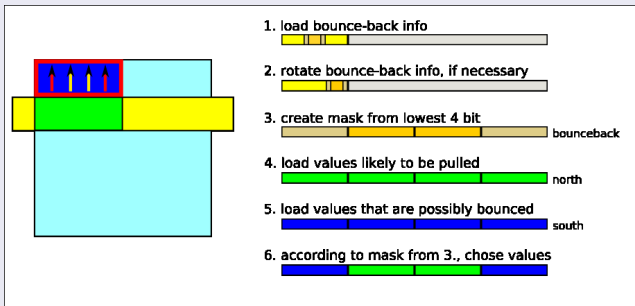 1. load bounce-back info
2. rotate bounce-back info, if necessary
3. create mask from lowest 4 bit
bounceback
4. load values likely to be pulled
north
5. load values that are possibly bounced
south
6. according to mask from 3., chose values